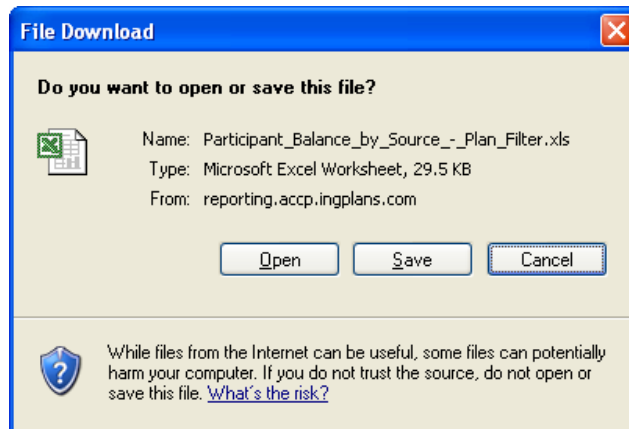 File Download
Do you want to open or save this file?
Name: Participant_Balance_by_Source_-_Plan_Filter.xls
Type: Microsoft Excel Worksheet, 29.5 KB
From: reporting.accp.ingplans.com
Open Save Cancel
While files from the Internet can be useful, some files can potentially
harm your computer. If you do not trust the source, do not open or
save this file. What's the risk?